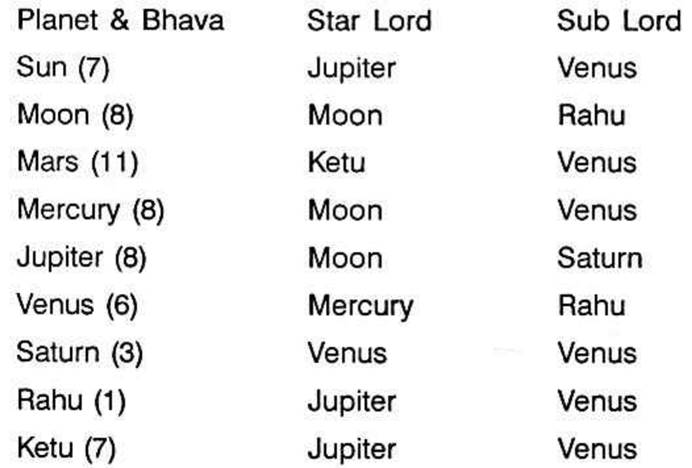 Planet & Bhava Star Lord Sub Lord
Sun (7) Jupiter Venus
Moon (8) Moon Rahu
Mars (11) Ketu Venus
Mercury (8) Moon Venus
Jupiter (8) Moon Saturn
Venus (6) Mercury Rahu
Saturn (3) Venus Venus
Rahu (1) Jupiter Venus
Ketu (7) Jupiter Venus